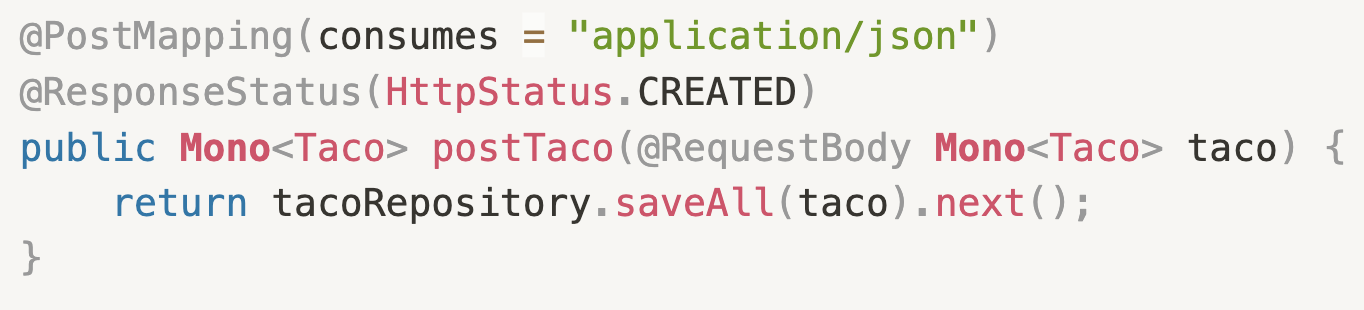 @PostMapping(consumes = "application/json")
@ResponseStatus(HttpStatus.CREATED)
public Mono<Taco> postTaco(@RequestBody Mono<Taco> taco) {
    return tacoRepository.saveAll(taco).next();
}